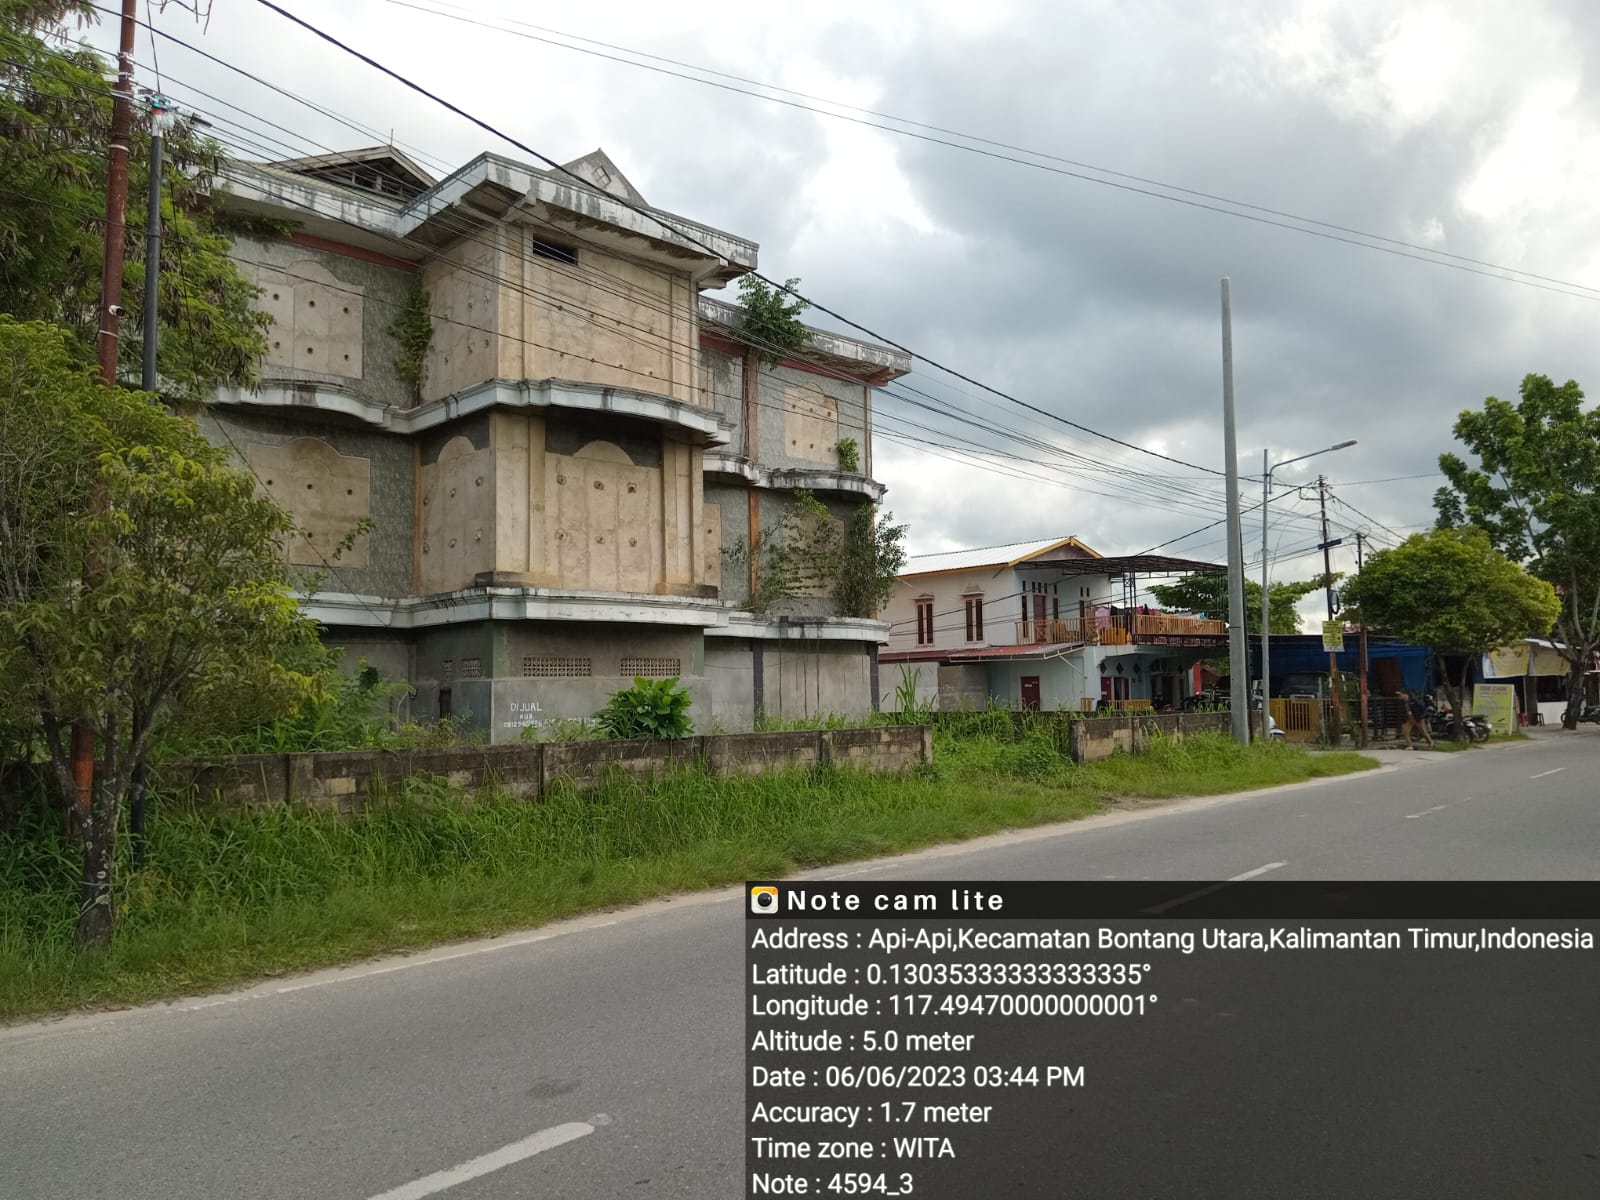 DIJUAL
HUB
Note cam lite
Address : Api-Api,Kecamatan Bontang Utara,Kalimantan Timur,Indonesia
Latitude : 0.13035333333333335°
Longitude : 117.49470000000001°
Altitude : 5.0 meter
Date : 06/06/2023 03:44 PM
Accuracy : 1.7 meter
Time zone : WITA
Note : 4594_3